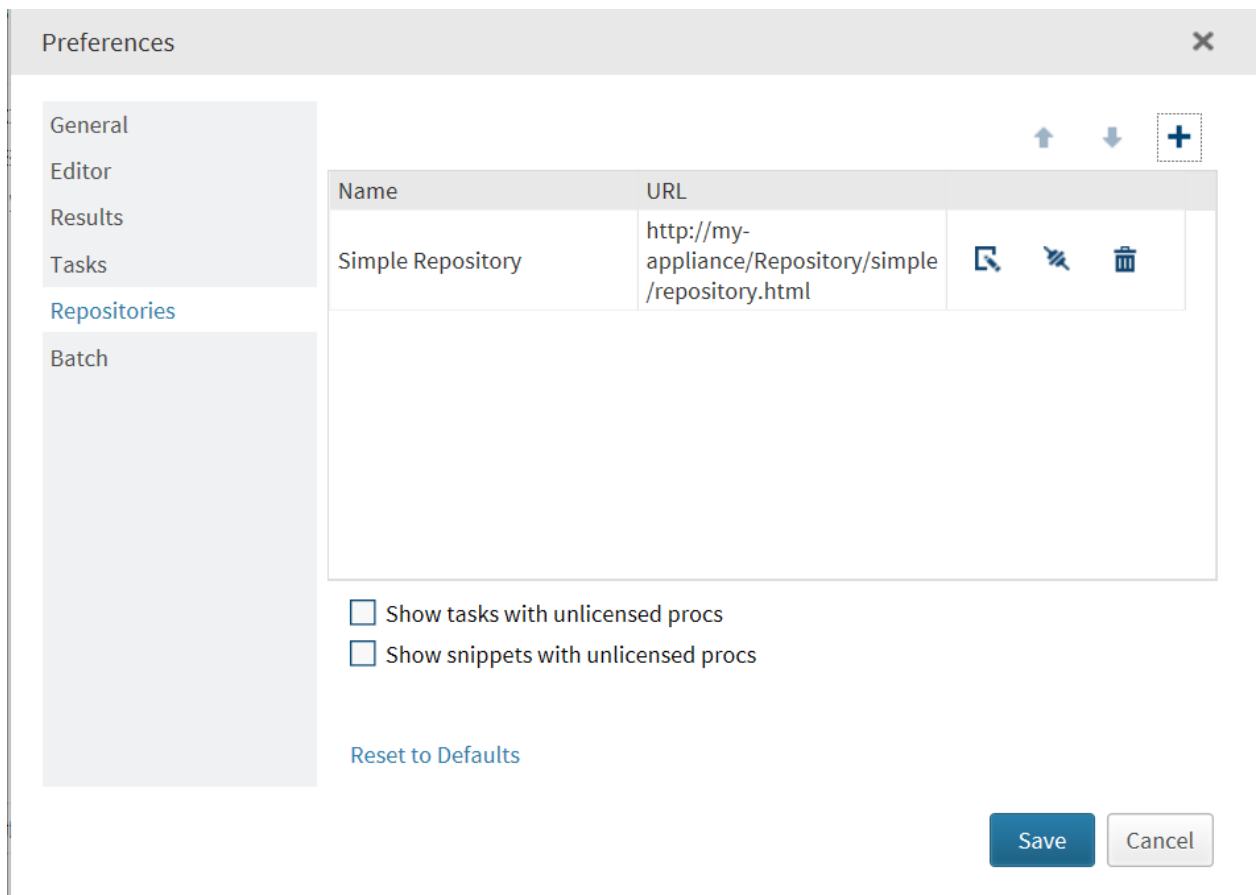 Preferences
General
Editor
Results
Tasks
Repositories
Batch
Name
URL
Simple Repository
http://my-
appliance/Repository/simple
/repository.html
Show tasks with unlicensed procs
Show snippets with unlicensed procs
Reset to Defaults
Save
Cancel